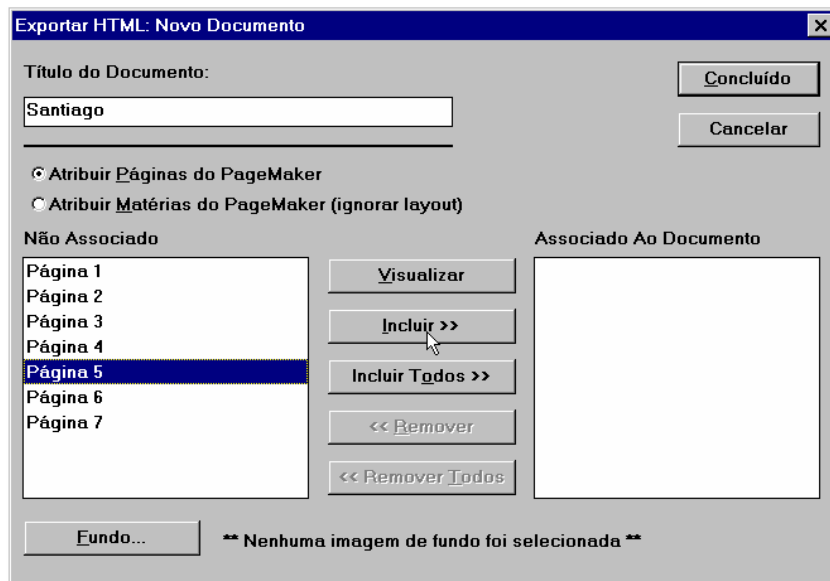 Exportar HTML: Novo Documento
Título do Documento:
Concluído
Santiago
Cancelar
Atribuir Páginas do PageMaker
Atribuir Matérias do PageMaker (ignorar layout)
Não Associado
Associado Ao Documento
Página 1
Página 2
Página 3
Página 4
Página 5
Página 6
Página 7
Visualizar
Incluir >>
Incluir Todos >>
<< Remover
<< Remover Todos
Fundo...
** Nenhuma imagem de fundo foi selecionada **